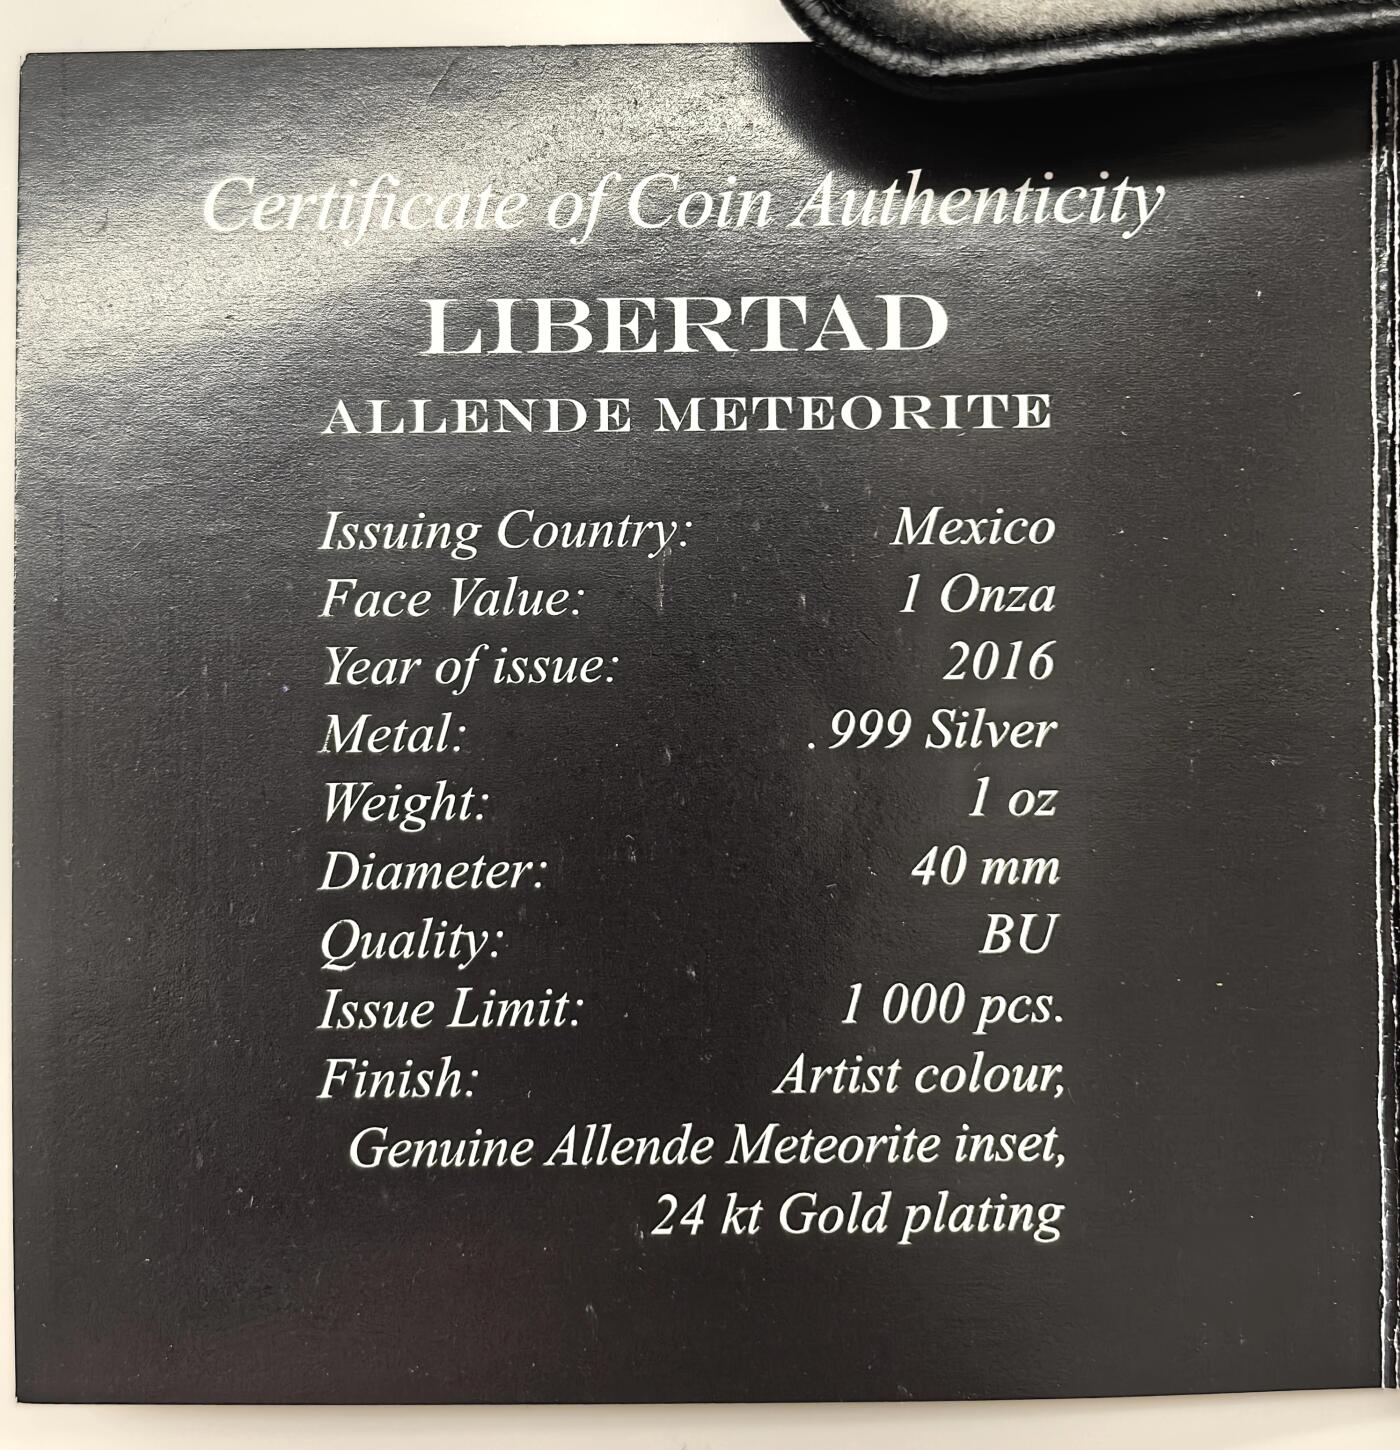 Certificate of Coin Authenticity
LIBERTAD
ALLENDE METEORITE
Issuing Country: Mexico
Face Value: 1 Onza
Year of issue: 2016
Metal: .999 Silver
Weight: 1 oz
Diameter: 40 mm
Quality: BU
Issue Limit: 1 000 pcs.
Finish: Artist colour,
Genuine Allende Meteorite inset,
24 kt Gold plating